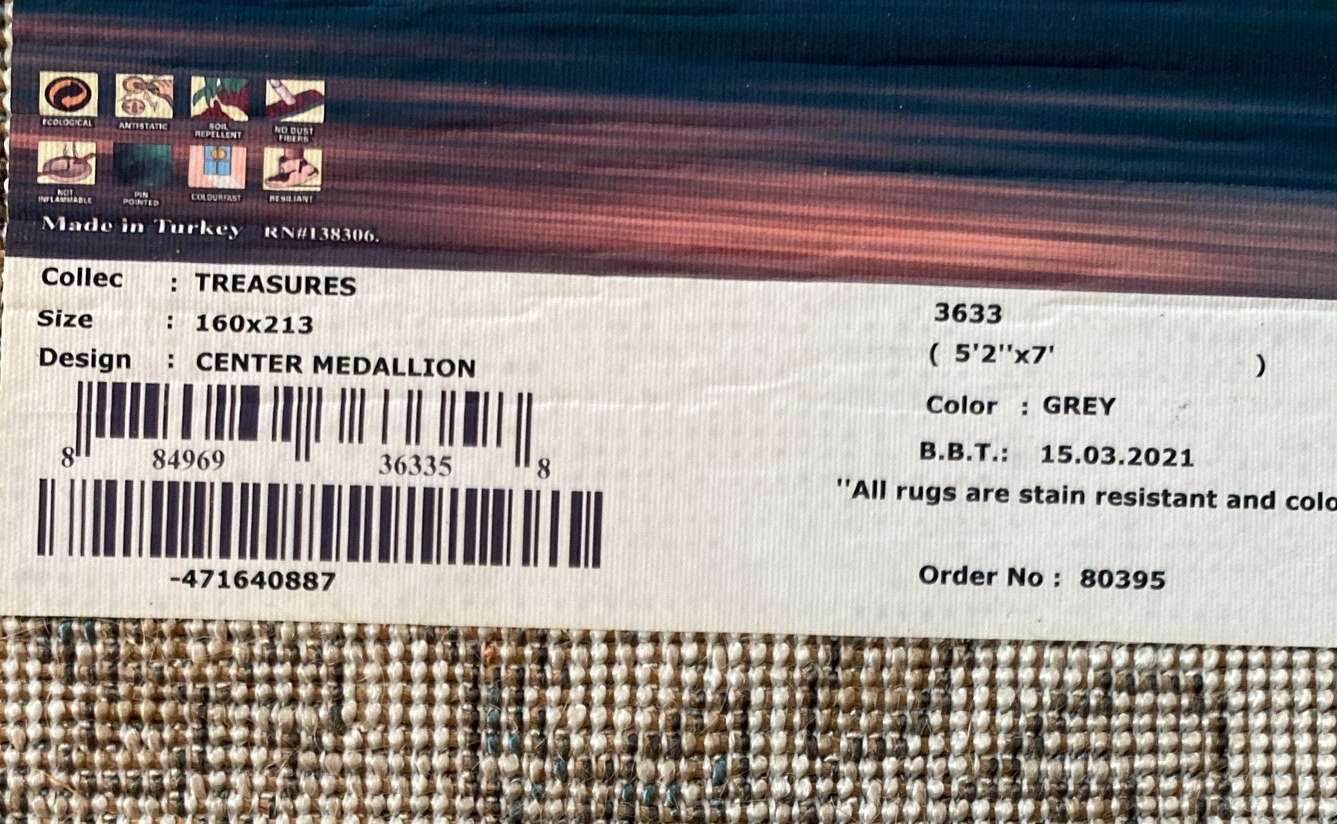 ECOLOGICAL
ANTISTATIC
SOIL
REPELLENT
NO DUST
FIBERS
NOT
INFLAMMABLE
PIN
POINTED
COLOURFAST
RESILIANT
Made in Turkey RN#138306.
Collec : TREASURES
Size : 160x213
Design : CENTER MEDALLION
8 84969 36335 8
-471640887
3633
( 5'2''x7' )
Color : GREY
B.B.T.: 15.03.2021
"All rugs are stain resistant and colo
Order No : 80395